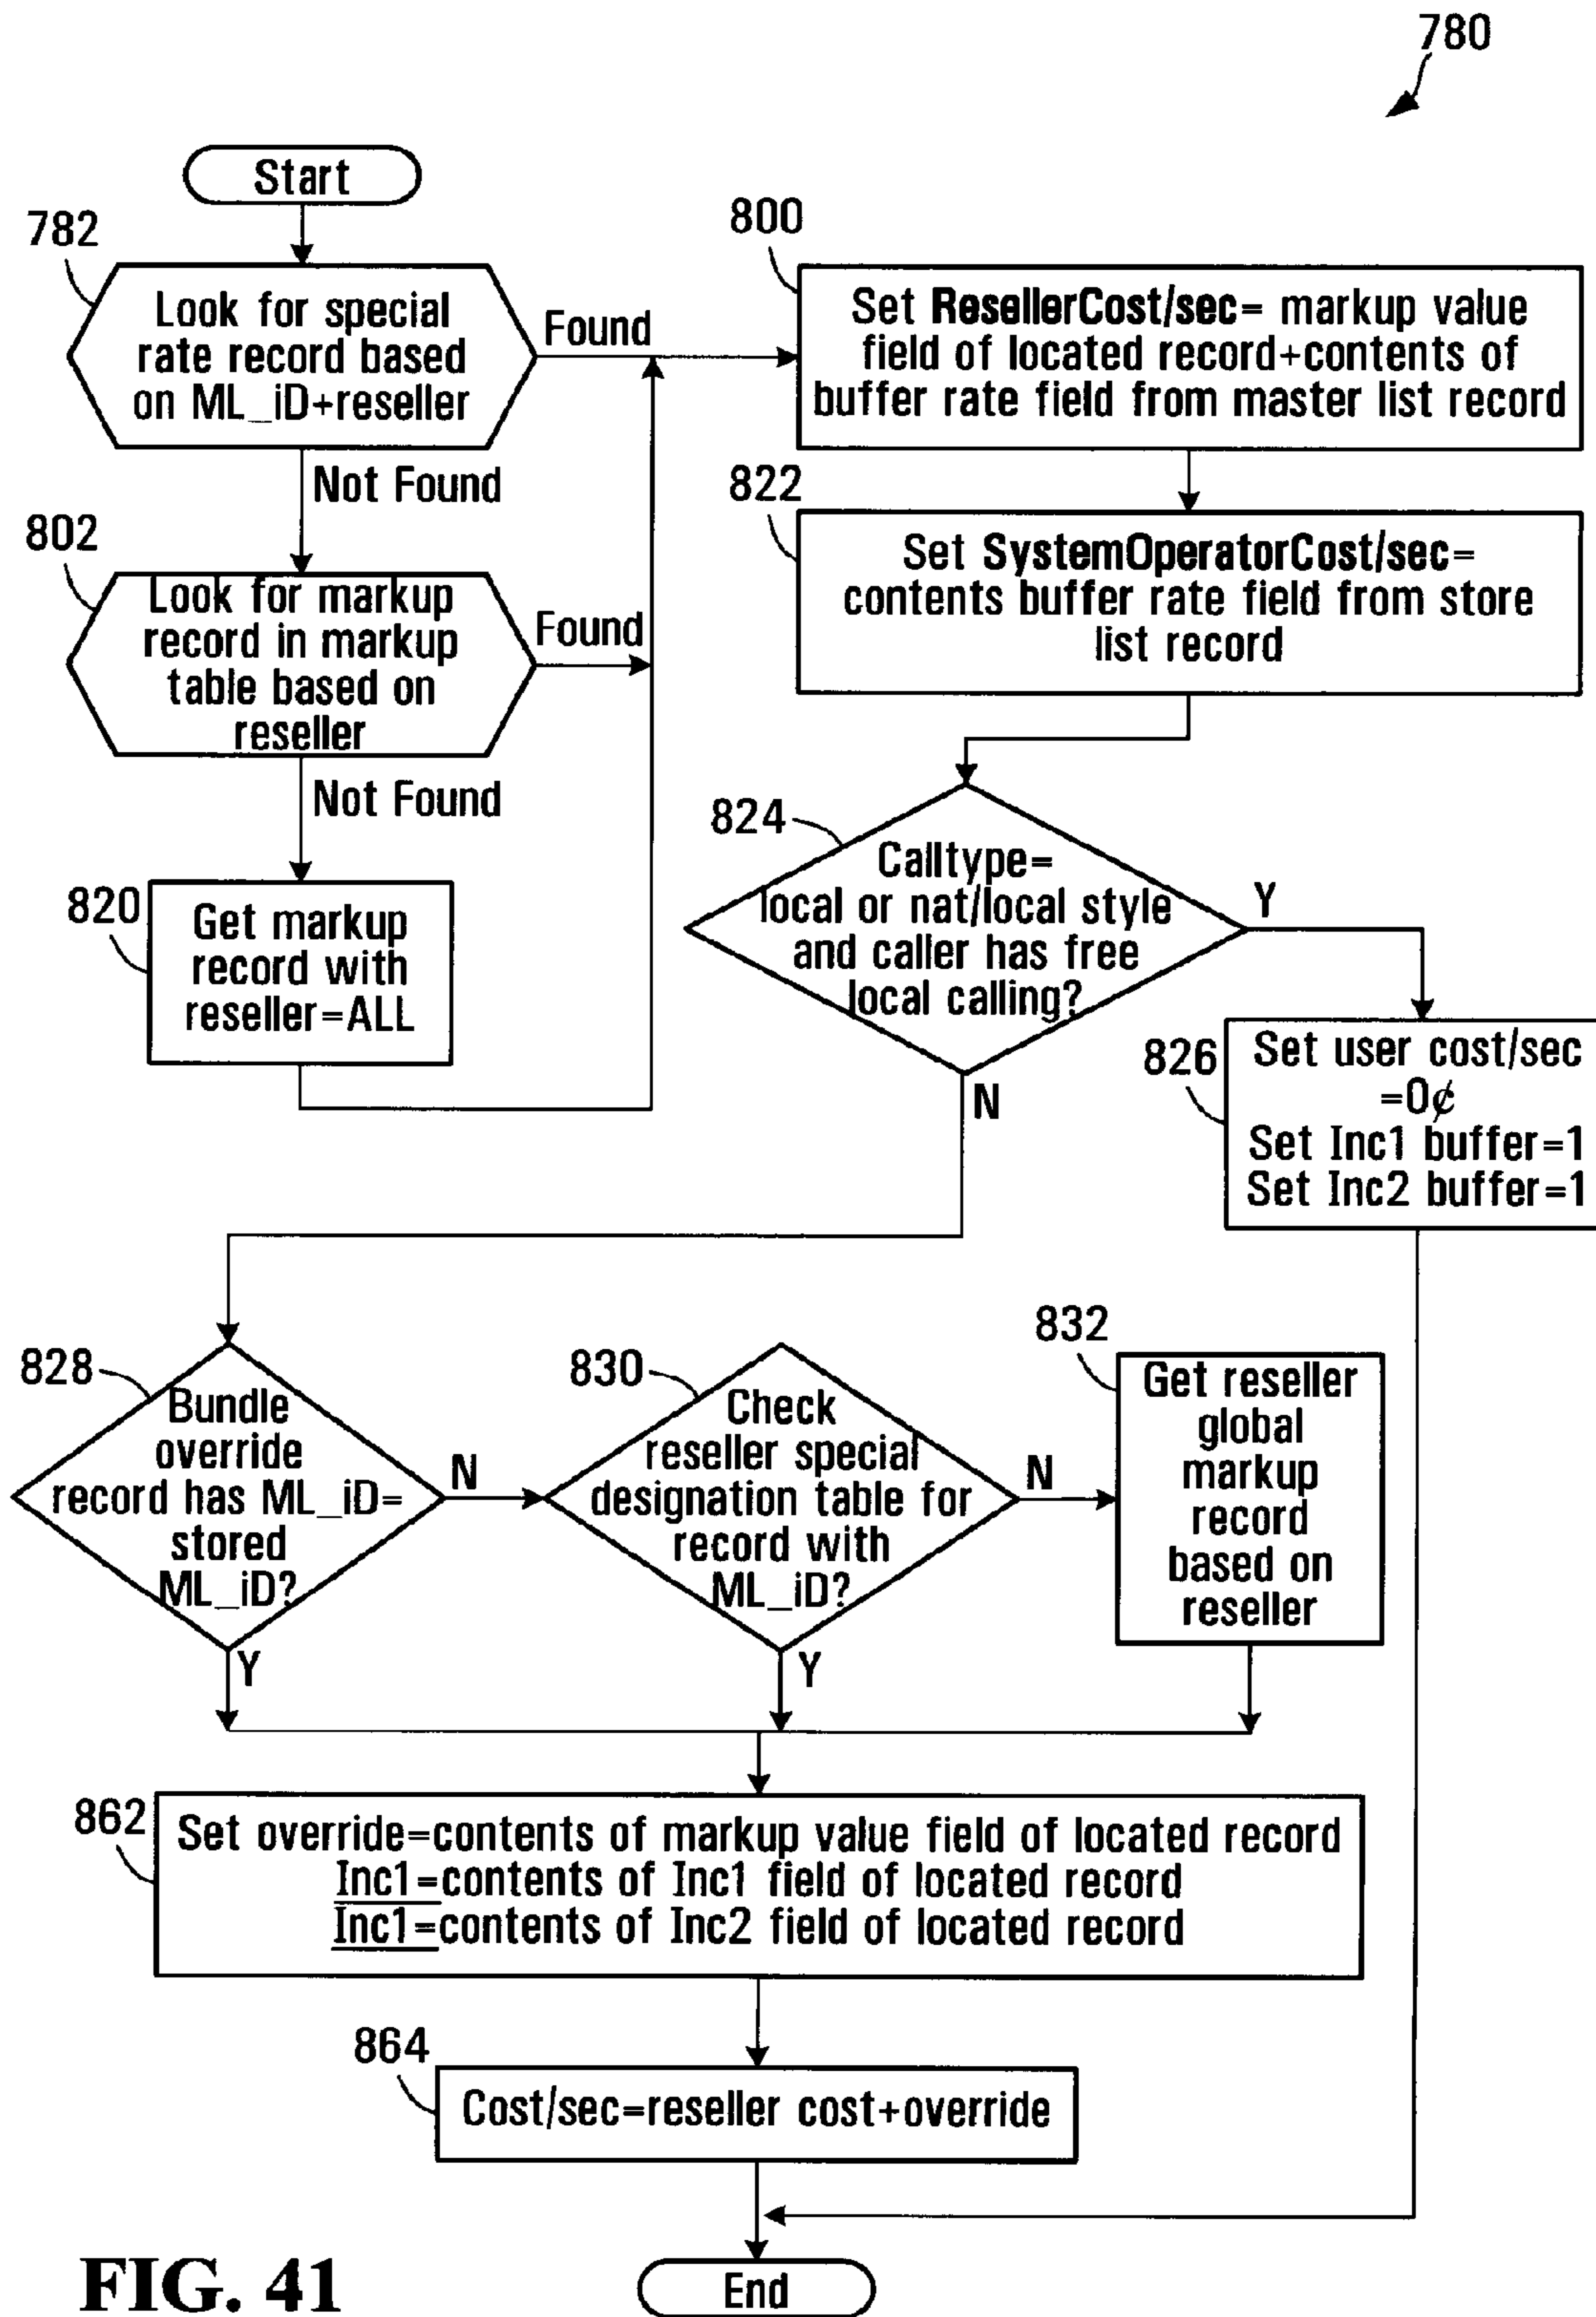 780
Start
782
Look for special
rate record based
on ML_iD+reseller
Found
Not Found
802
Look for markup
record in markup
table based on
reseller
Found
Not Found
820
Get markup
record with
reseller=ALL
800
Set ResellerCost/sec= markup value
field of located record+contents of
buffer rate field from master list record
822
Set SystemOperatorCost/sec=
contents buffer rate field from store
list record
824
Calltype=
local or nat/local style
and caller has free
local calling?
Y
N
826
Set user cost/sec
=0¢
Set Inc1 buffer=1
Set Inc2 buffer=1
828
Bundle
override
record has ML_iD=
stored
ML_iD?
N
Y
830
Check
reseller special
designation table for
record with
ML_iD?
N
Y
832
Get reseller
global
markup
record
based on
reseller
862
Set override=contents of markup value field of located record
Inc1=contents of Inc1 field of located record
Inc1=contents of Inc2 field of located record
864
Cost/sec=reseller cost+override
End
FIG. 41